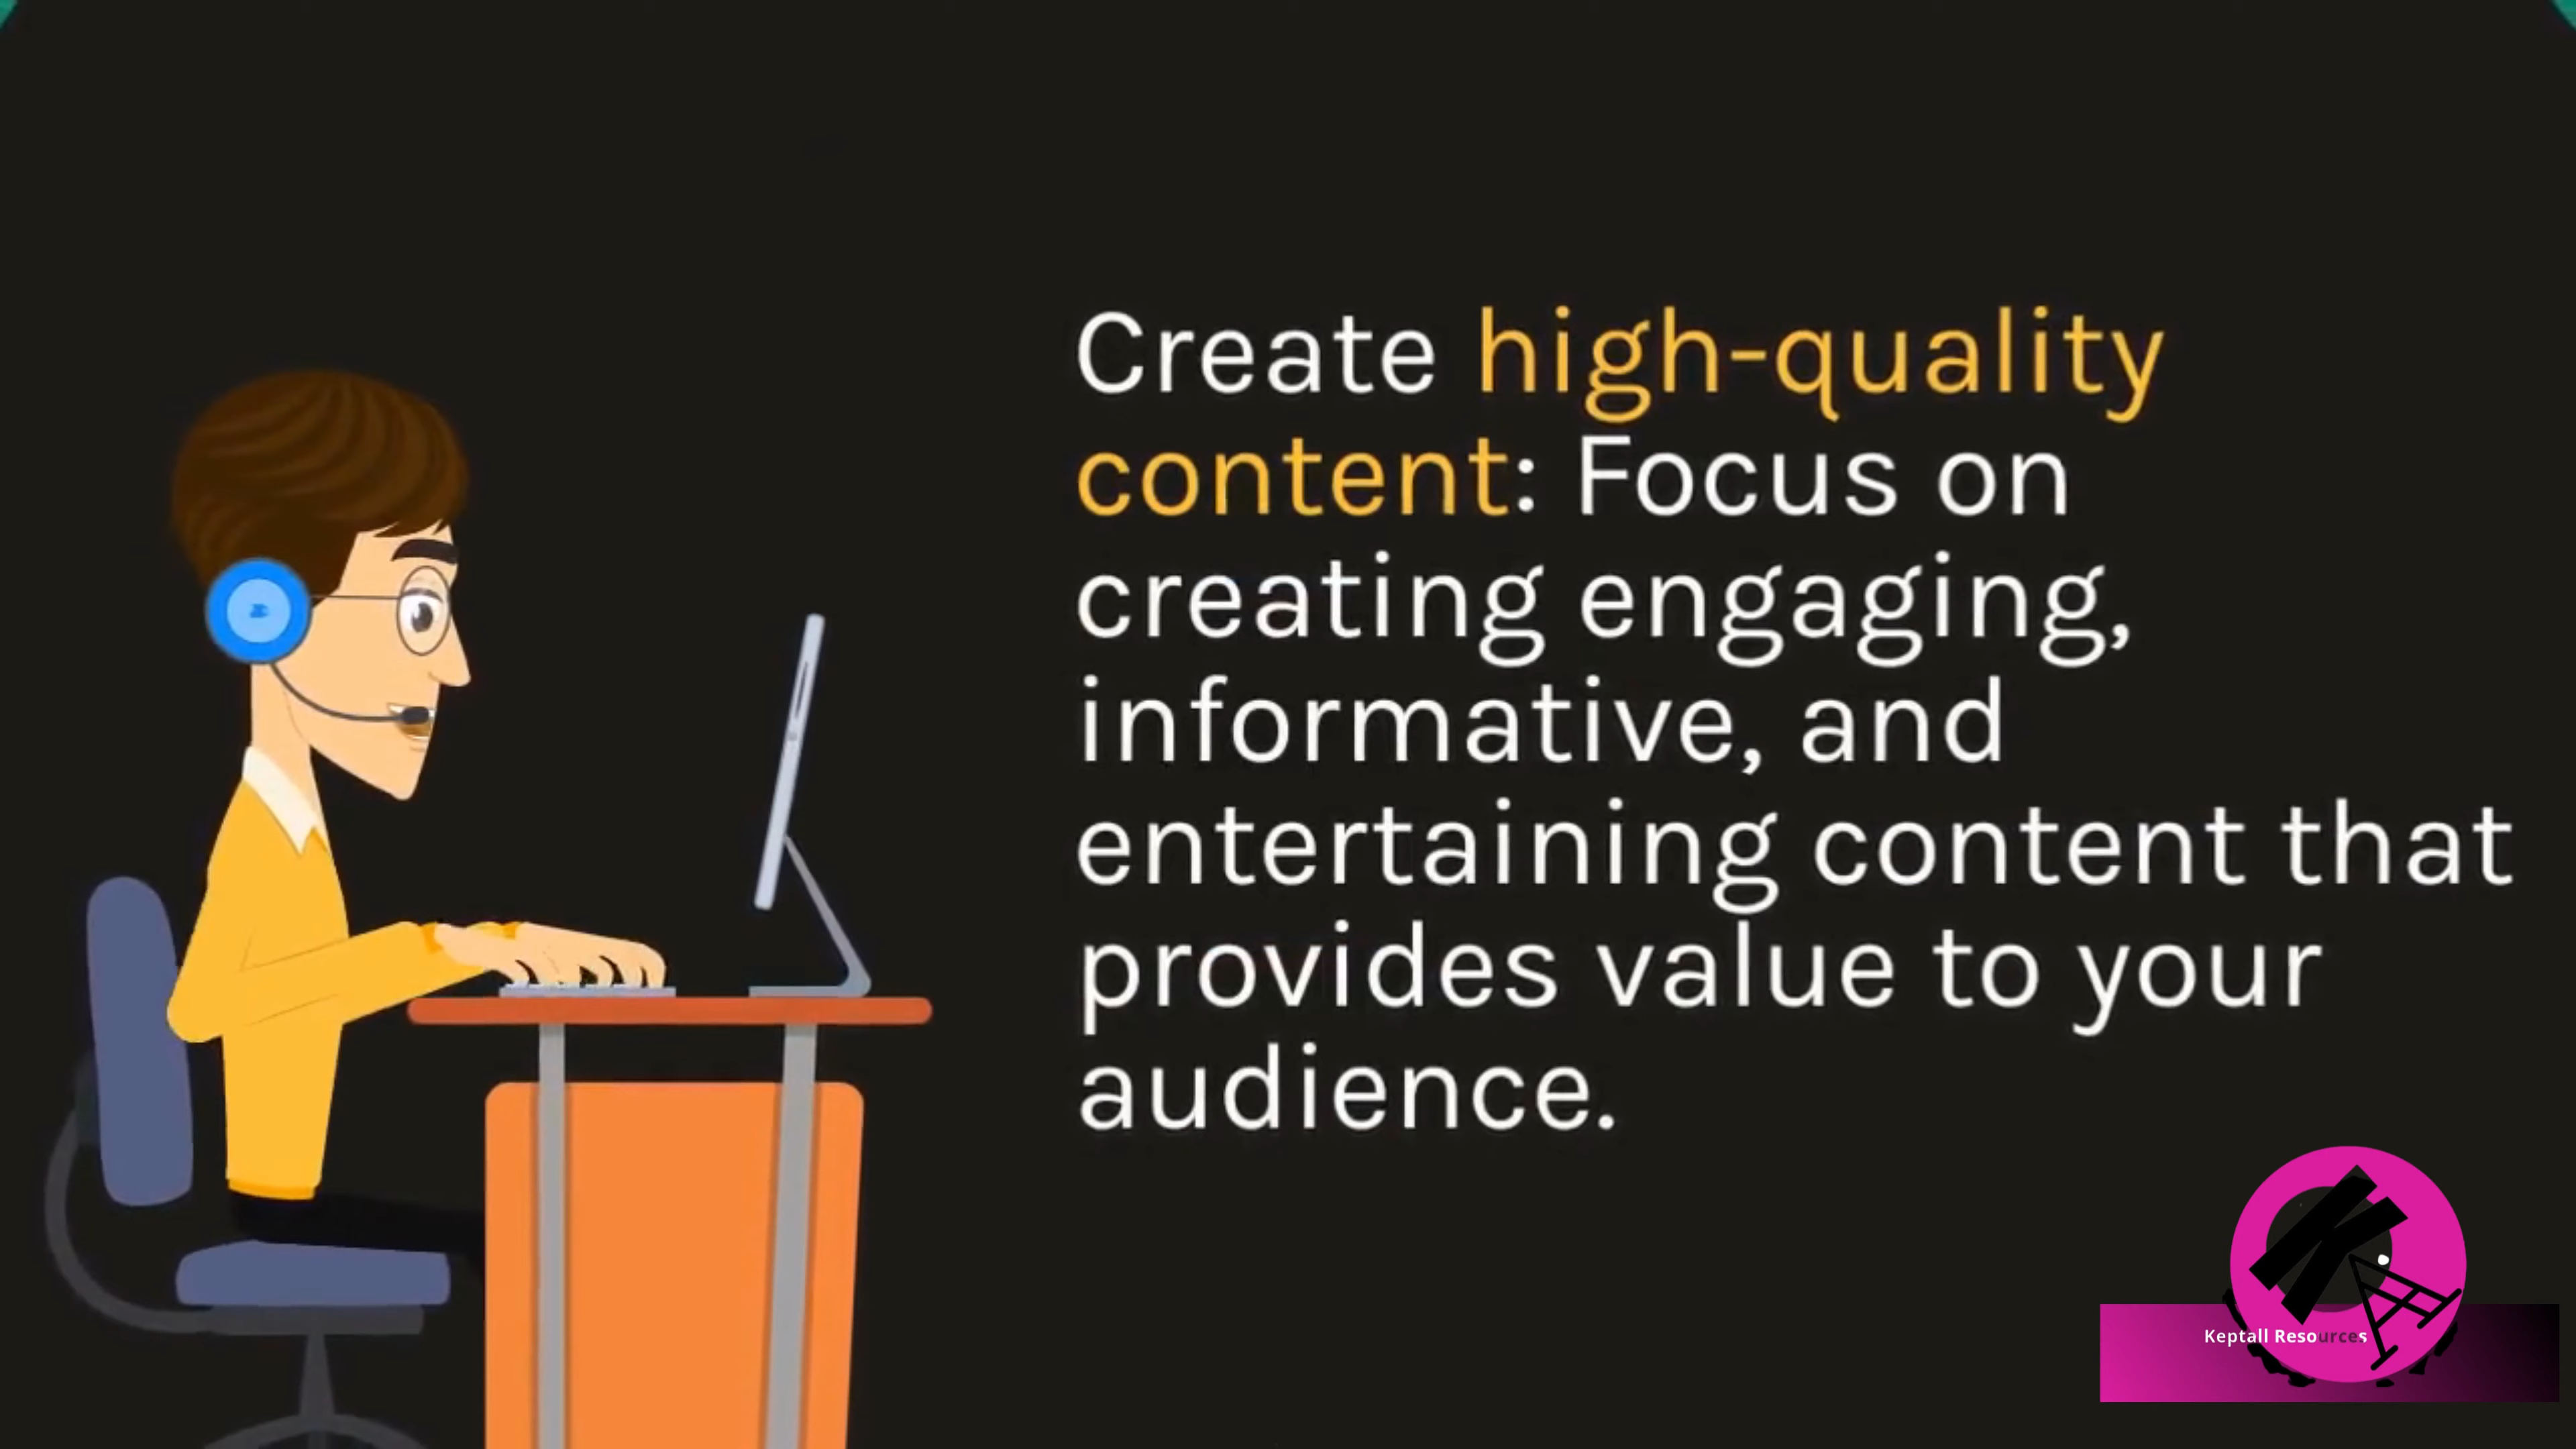 Create high-quality
content: Focus on
creating engaging,
informative, and
entertaining content that
provides value to your
audience.
Keptall Resources